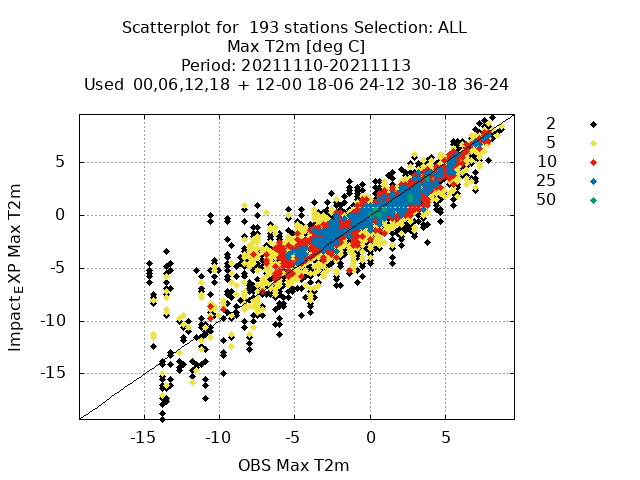 Scatterplot for 193 stations Selection: ALL
Max T2m [deg C]
Period: 20211110-20211113
Used 00,06,12,18 + 12-00 18-06 24-12 30-18 36-24
2
5
10
25
50
5
0
-5
-10
-15
Impact_EXP Max T2m
-15 -10 -5 0 5
OBS Max T2m